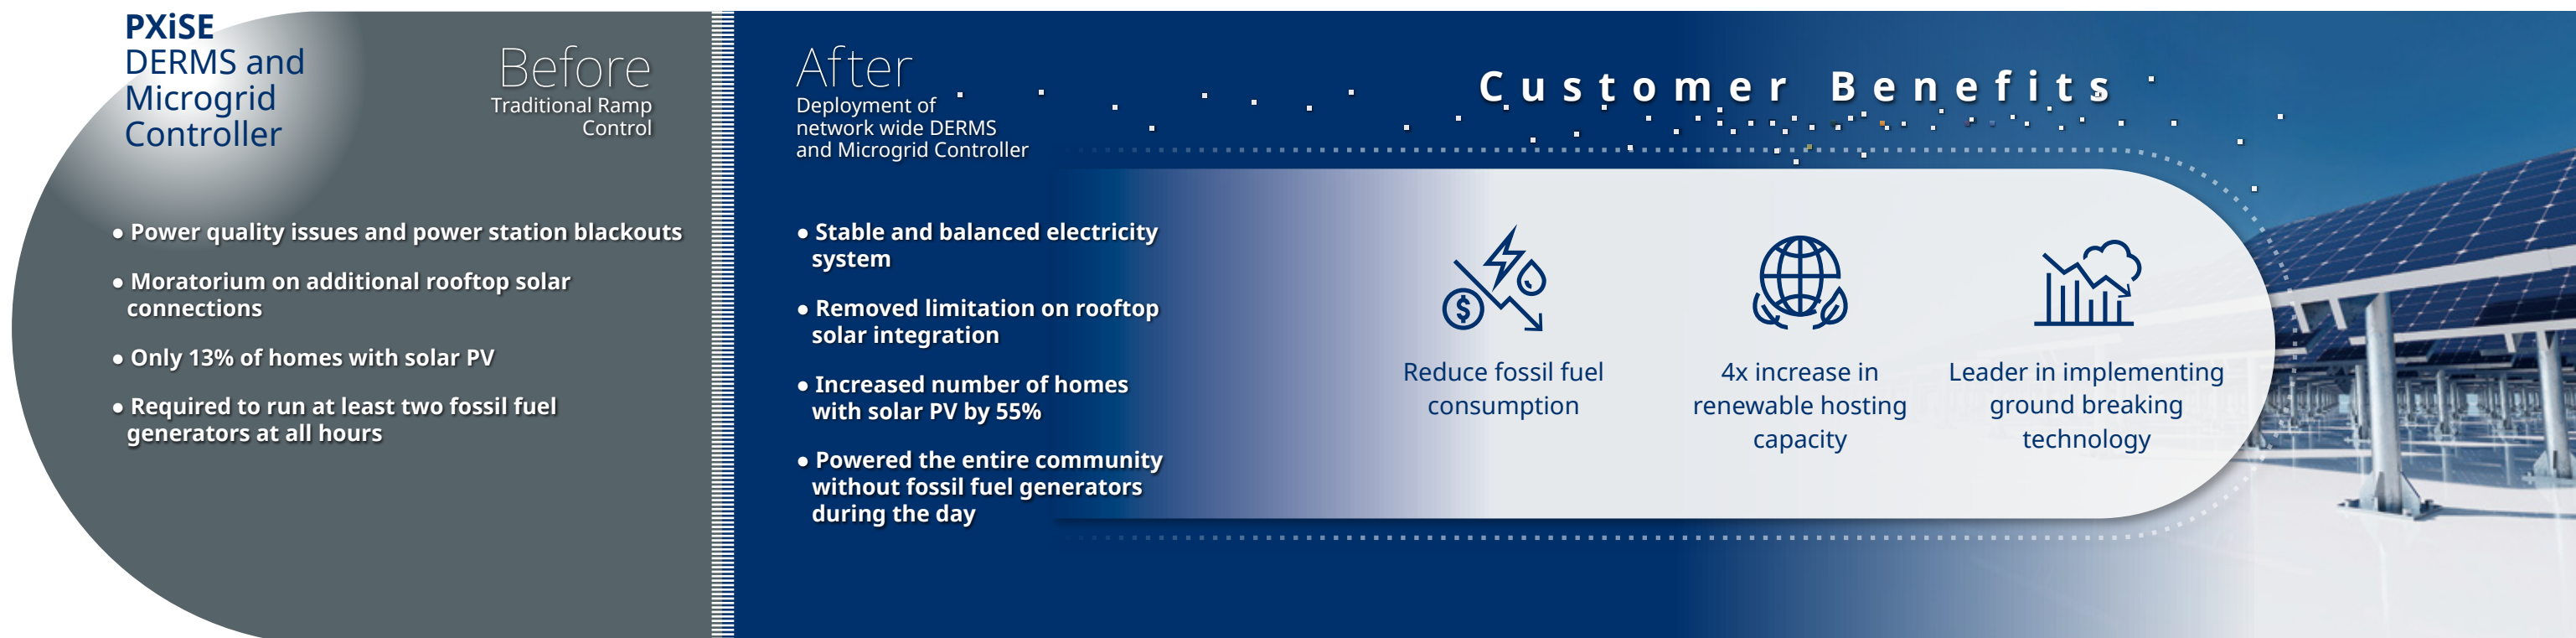 PXiSE
DERMS and
Microgrid
Controller
Before
Traditional Ramp
Control
● Power quality issues and power station blackouts
● Moratorium on additional rooftop solar
connections
● Only 13% of homes with solar PV
● Required to run at least two fossil fuel
generators at all hours
After
Deployment of
network wide DERMS
and Microgrid Controller
● Stable and balanced electricity
system
● Removed limitation on rooftop
solar integration
● Increased number of homes
with solar PV by 55%
● Powered the entire community
without fossil fuel generators
during the day
Customer Benefits
$
Reduce fossil fuel
consumption
4x increase in
renewable hosting
capacity
Leader in implementing
ground breaking
technology